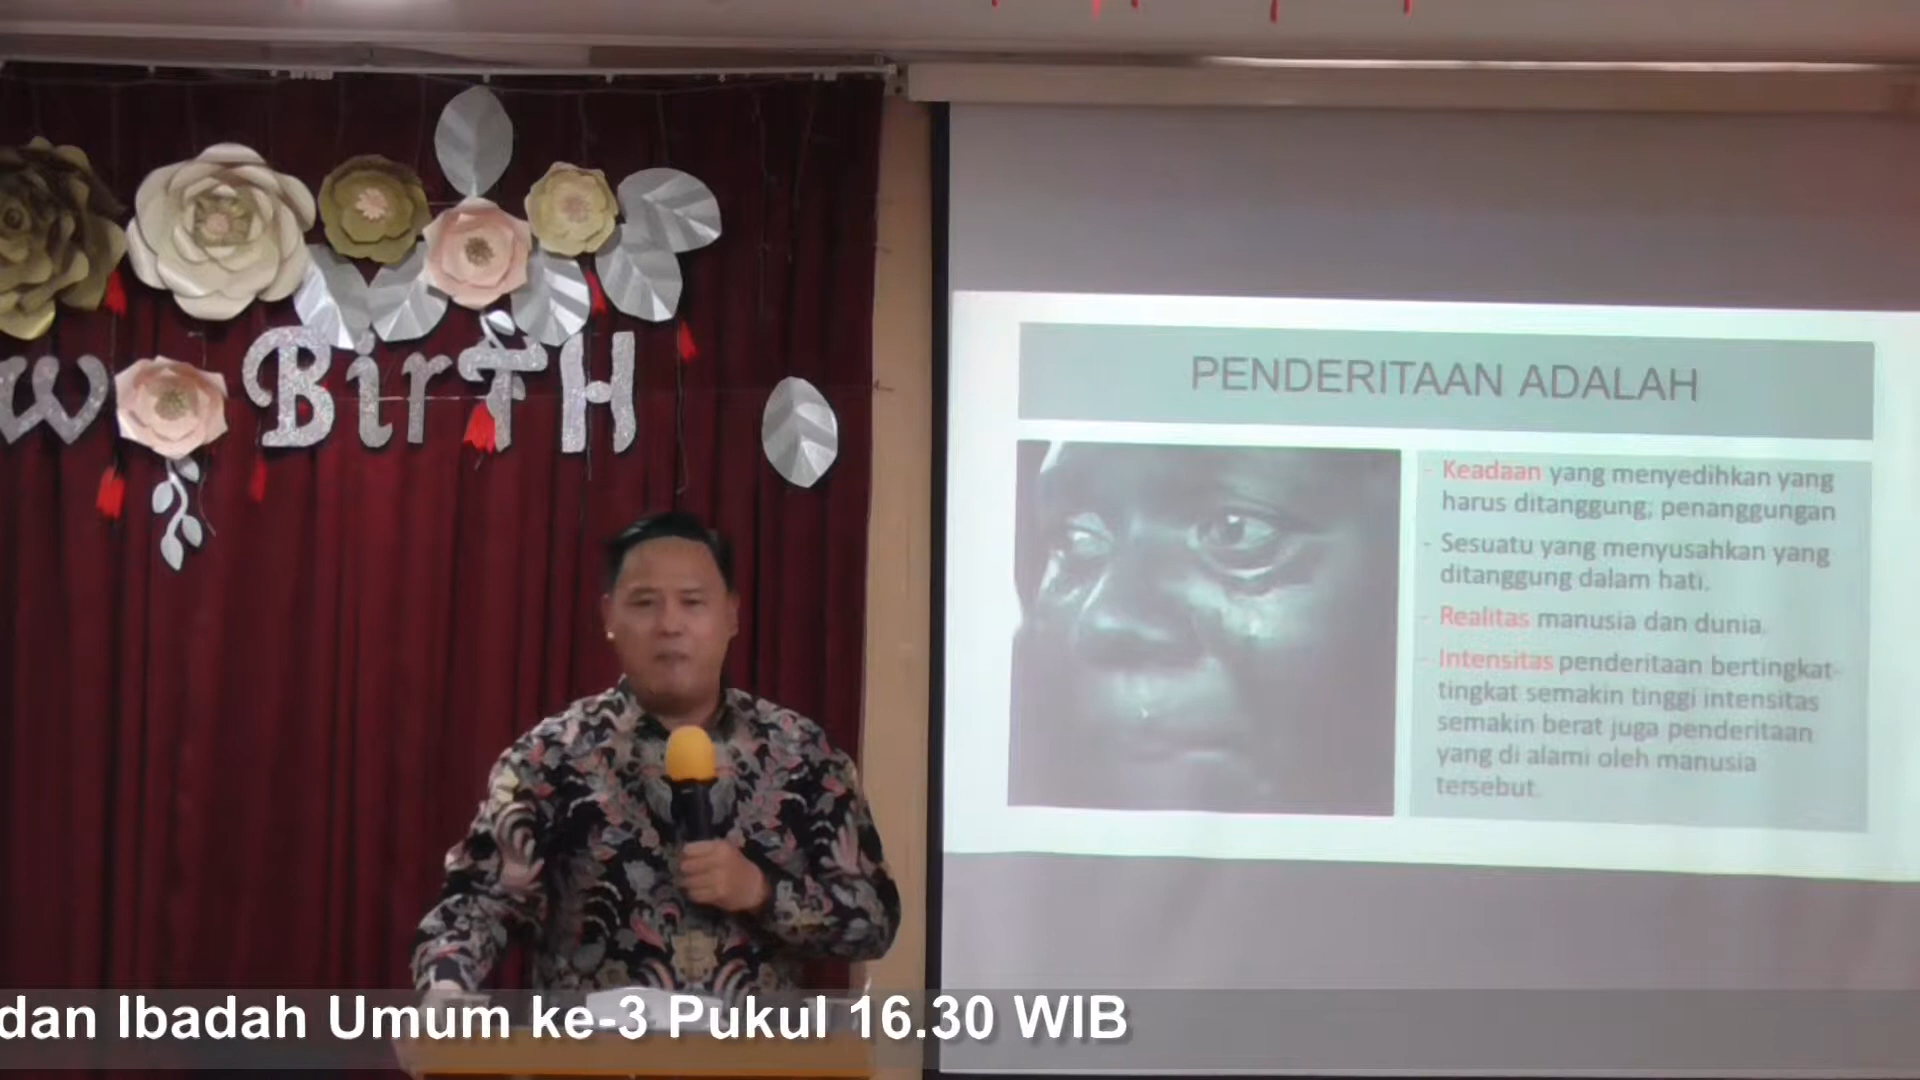 w BirTH
PENDERITAAN ADALAH
- Keadaan yang menyedihkan yang
harus ditanggung; penanggungan
- Sesuatu yang menyusahkan yang
ditanggung dalam hati.
- Realitas manusia dan dunia.
- Intensitas penderitaan bertingkat-
tingkat semakin tinggi intensitas
semakin berat juga penderitaan
yang di alami oleh manusia
tersebut.
dan Ibadah Umum ke-3 Pukul 16.30 WIB